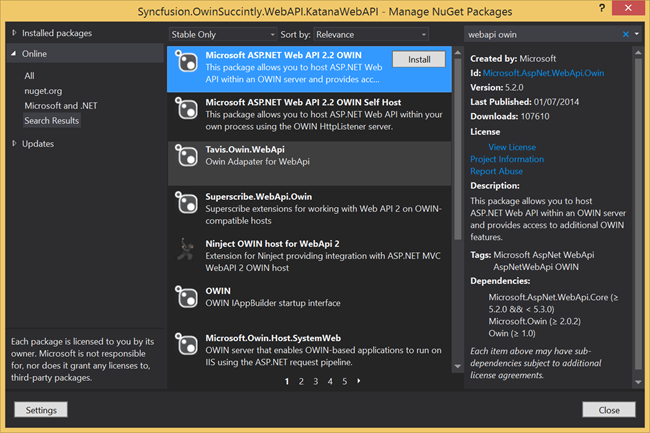 Syncfusion.OwinSuccintly.WebAPI.KatanaWebAPI - Manage NuGet Packages
Installed packages
Online
All
nuget.org
Microsoft and .NET
Search Results
Updates
Each package is licensed to you by its
owner. Microsoft is not responsible
for, nor does it grant any licenses to,
third-party packages.
Settings
Stable Only
Sort by: Relevance
Microsoft ASP.NET Web API 2.2 OWIN
This package allows you to host ASP.NET Web
API within an OWIN server and provides acc...
Install
Microsoft ASP.NET Web API 2.2 OWIN Self Host
This package allows you to host ASP.NET Web API within your
own process using the OWIN HttpListener server.
Tavis.Owin.WebApi
Owin Adapater for WebApi
Superscribe.WebApi.Owin
Superscribe extensions for working with Web API 2 on OWIN-
compatible hosts
Ninject OWIN host for WebApi 2
Extension for Ninject providing integration with ASP.NET MVC
WebAPI 2 OWIN host
OWIN
OWIN IAppBuilder startup interface
Microsoft.Owin.Host.SystemWeb
OWIN server that enables OWIN-based applications to run on
IIS using the ASP.NET request pipeline.
1 2 3 4 5
webapi owin
Created by: Microsoft
Id: Microsoft.AspNet.WebApi.Owin
Version: 5.2.0
Last Published: 01/07/2014
Downloads: 107610
License
View License
Project Information
Report Abuse
Description:
This package allows you to host
ASP.NET Web API within an OWIN server
and provides access to additional OWIN
features.
Tags: Microsoft AspNet WebApi
AspNetWebApi OWIN
Dependencies:
Microsoft.AspNet.WebApi.Core (≥
5.2.0 && < 5.3.0)
Microsoft.Owin (≥ 2.0.2)
Owin (≥ 1.0)
Each item above may have sub-
dependencies subject to additional
license agreements.
Close